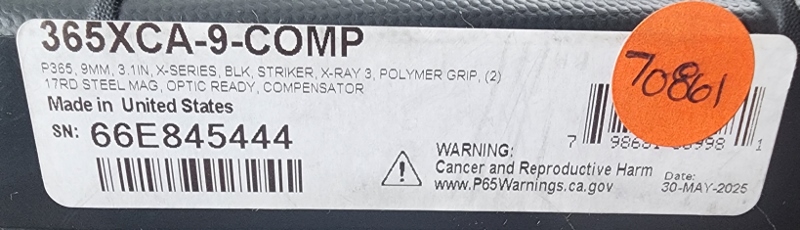 365XCA-9-COMP
P365, 9MM, 3.1IN, X-SERIES, BLK, STRIKER, X-RAY 3, POLYMER GRIP, (2)
17RD STEEL MAG, OPTIC READY, COMPENSATOR
Made in United States
SN: 66E845444
70861
7 1
WARNING:
Cancer and Reproductive Harm
www.P65Warnings.ca.gov
Date:
30-MAY-2025